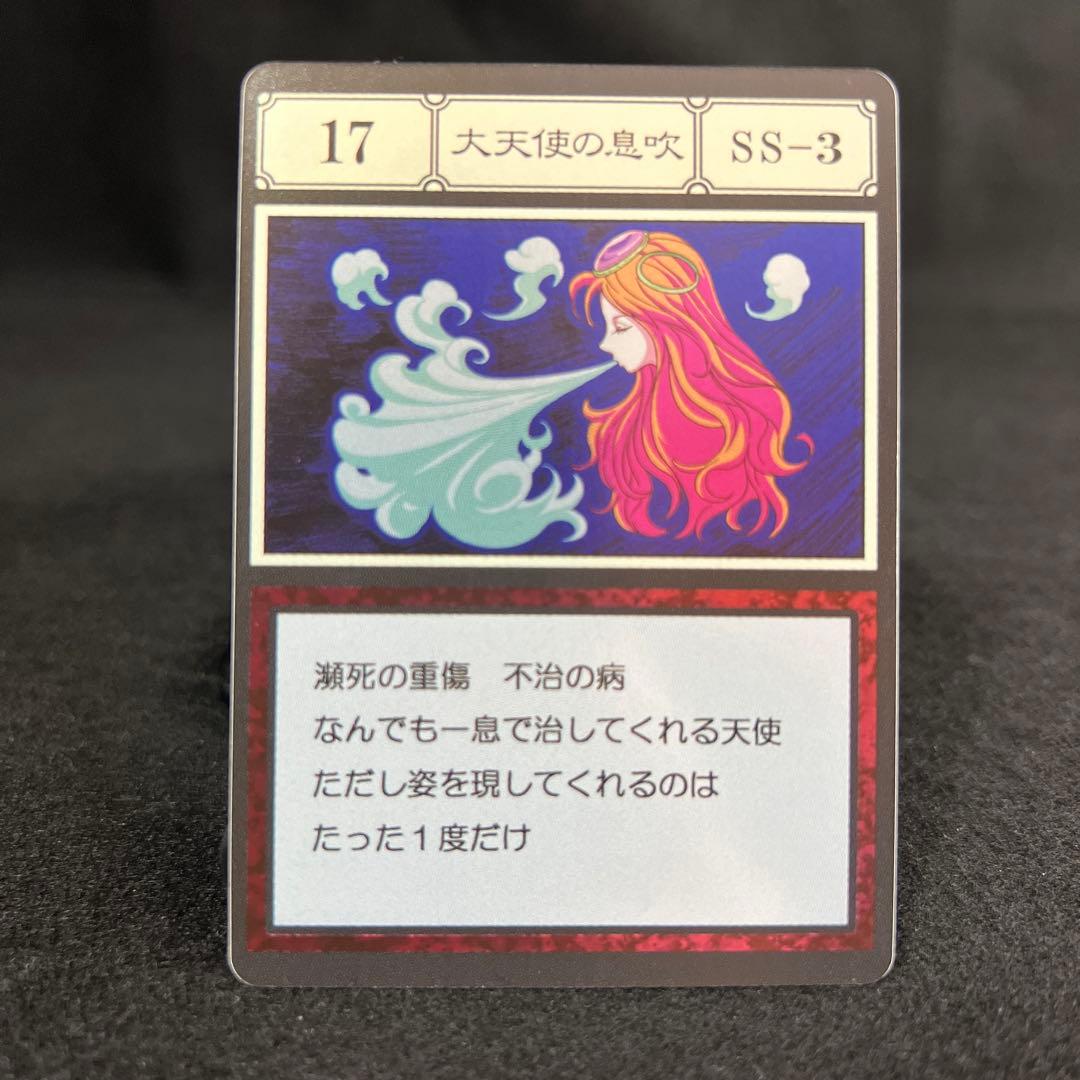 17 大天使の息吹 SS-3
瀕死の重傷　不治の病
なんでも一息で治してくれる天使
ただし姿を現してくれるのは
たった１度だけ